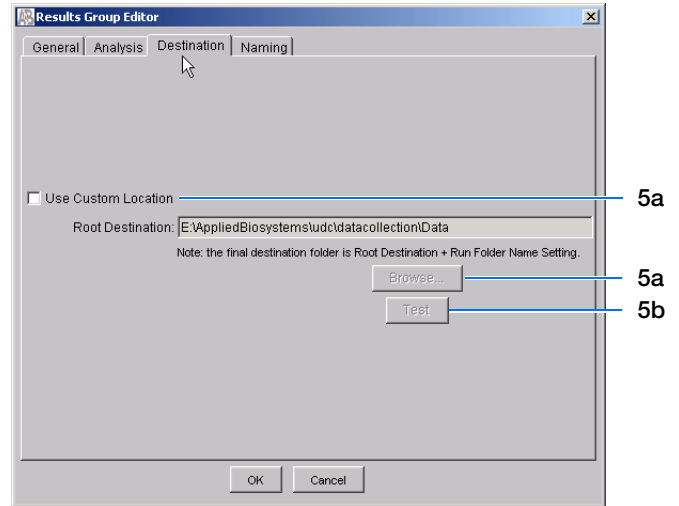 Results Group Editor
General Analysis Destination Naming
Use Custom Location
5a
Root Destination: E:\AppliedBiosystems\udc\datacollection\Data
Note: the final destination folder is Root Destination + Run Folder Name Setting.
Browse...
5a
Test
5b
OK Cancel